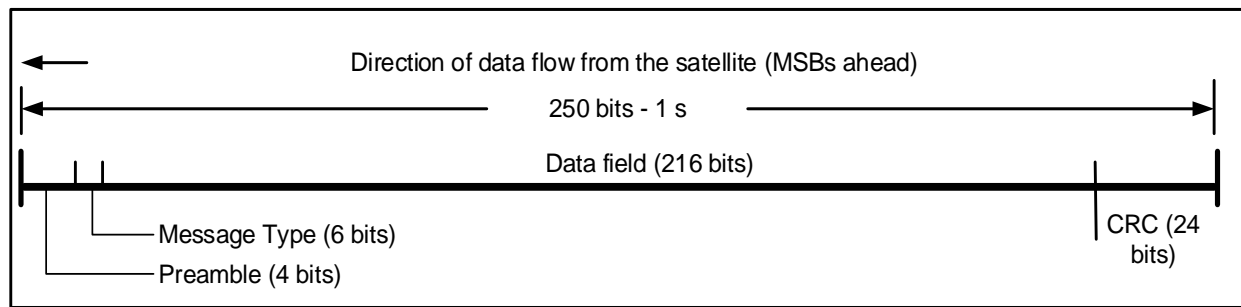 Direction of data flow from the satellite (MSBs ahead)
250 bits - 1 s
Data field (216 bits)
Message Type (6 bits)
Preamble (4 bits)
CRC (24
bits)